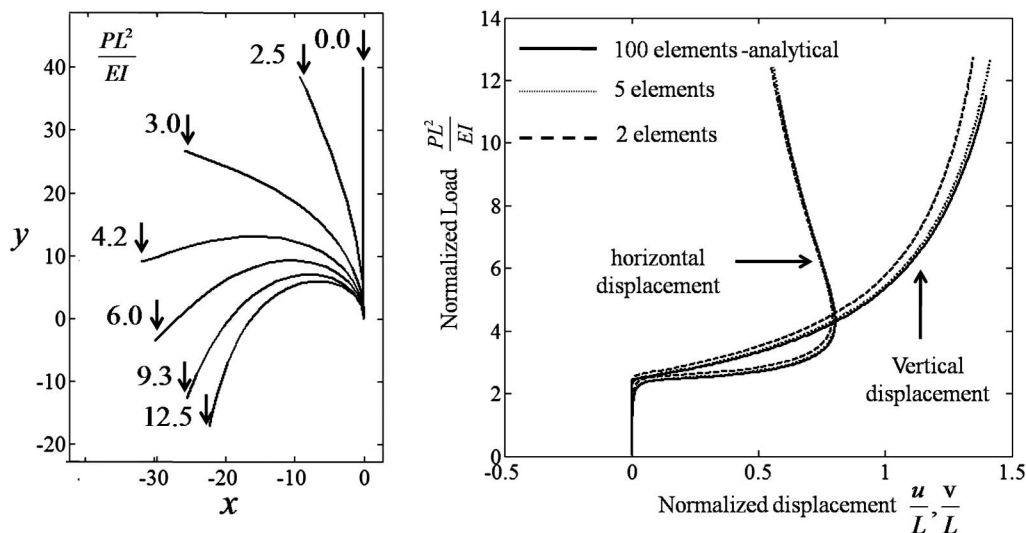 PL²/EI
0.0
2.5
3.0
4.2
6.0
9.3
12.5
40
30
20
10
0
-10
-20
y
-30
-20
-10
0
x
14
12
10
8
6
4
2
0
Normalized Load PL²/EI
100 elements -analytical
5 elements
2 elements
horizontal
displacement
Vertical
displacement
-0.5
0
0.5
1
1.5
Normalized displacement u/L, v/L